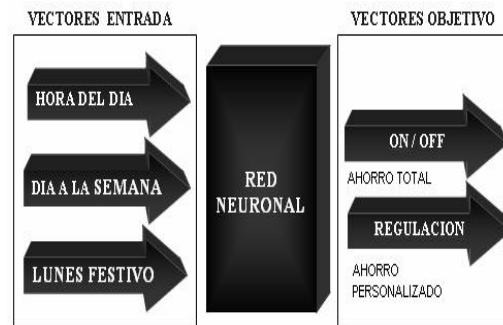 VECTORES ENTRADA
VECTORES OBJETIVO
HORA DEL DIA
DIA A LA SEMANA
LUNES FESTIVO
RED
NEURONAL
ON / OFF
AHORRO TOTAL
REGULACION
AHORRO
PERSONALIZADO